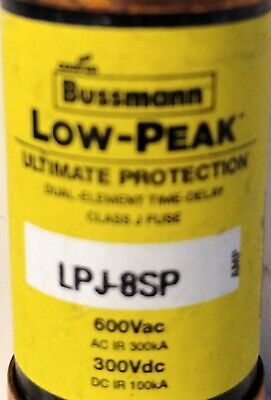 Bussmann
LOW-PEAK
ULTIMATE PROTECTION
DUAL-ELEMENT TIME-DELAY
CLASS J FUSE
LPJ-8SP
AMP
600Vac
AC IR 300kA
300Vdc
DC IR 100kA